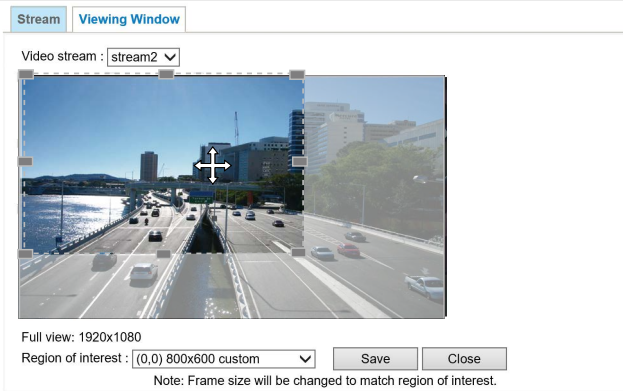 Stream Viewing Window
Video stream : stream2
Full view: 1920x1080
Region of interest : (0,0) 800x600 custom Save Close
Note: Frame size will be changed to match region of interest.